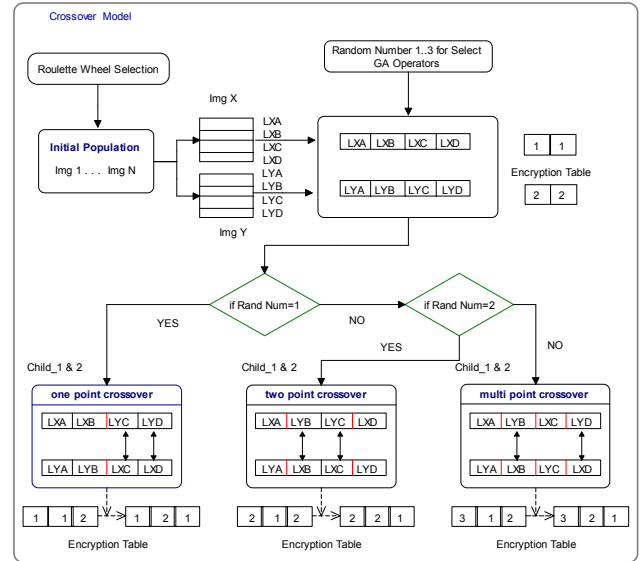 Crossover Model
Roulette Wheel Selection
Random Number 1..3 for Select
GA Operators
Img X
LXA
LXB
LXC
LXD
LYA
LYB
LYC
LYD
Img Y
Initial Population
Img 1 . . . Img N
LXA LXB LXC LXD
LYA LYB LYC LYD
1 1
Encryption Table
2 2
if Rand Num=1
if Rand Num=2
YES
NO
YES
NO
Child_1 & 2
Child_1 & 2
Child_1 & 2
one point crossover
LXA LXB LYC LYD
LYA LYB LXC LXD
two point crossover
LXA LYB LYC LXD
LYA LXB LXC LYD
multi point crossover
LXA LYB LXC LYD
LYA LXB LYC LXD
1 1 2
1 2 1
2 1 2
2 2 1
3 1 2
3 2 1
Encryption Table
Encryption Table
Encryption Table